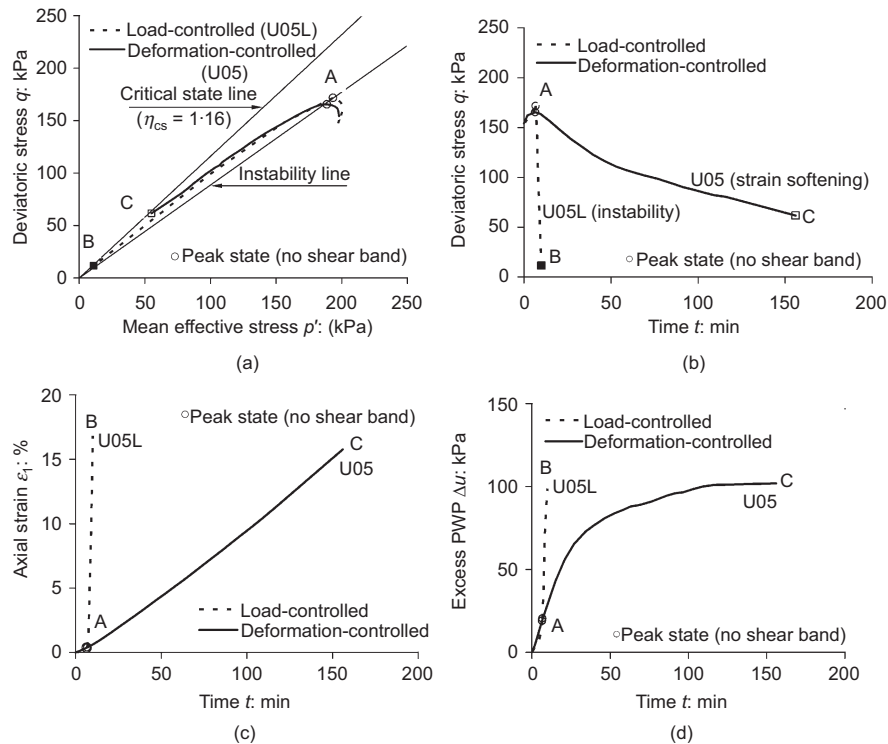 250
200
150
100
50
0
Deviatoric stress q: kPa
Load-controlled (U05L)
Deformation-controlled
(U05)
A
Critical state line
(ηcs = 1·16)
Instability line
C
B
Peak state (no shear band)
0 50 100 150 200 250
Mean effective stress p′: (kPa)
(a)
250
200
150
100
50
0
Deviatoric stress q: kPa
Load-controlled
Deformation-controlled
A
U05 (strain softening)
C
U05L (instability)
B
Peak state (no shear band)
0 50 100 150 200
Time t: min
(b)
20
15
10
5
0
Axial strain ε1: %
Peak state (no shear band)
B
U05L
C
U05
A
Load-controlled
Deformation-controlled
0 50 100 150 200
Time t: min
(c)
150
100
50
0
Excess PWP Δu: kPa
Load-controlled
Deformation-controlled
B
U05L
C
U05
A
Peak state (no shear band)
0 50 100 150 200
Time t: min
(d)